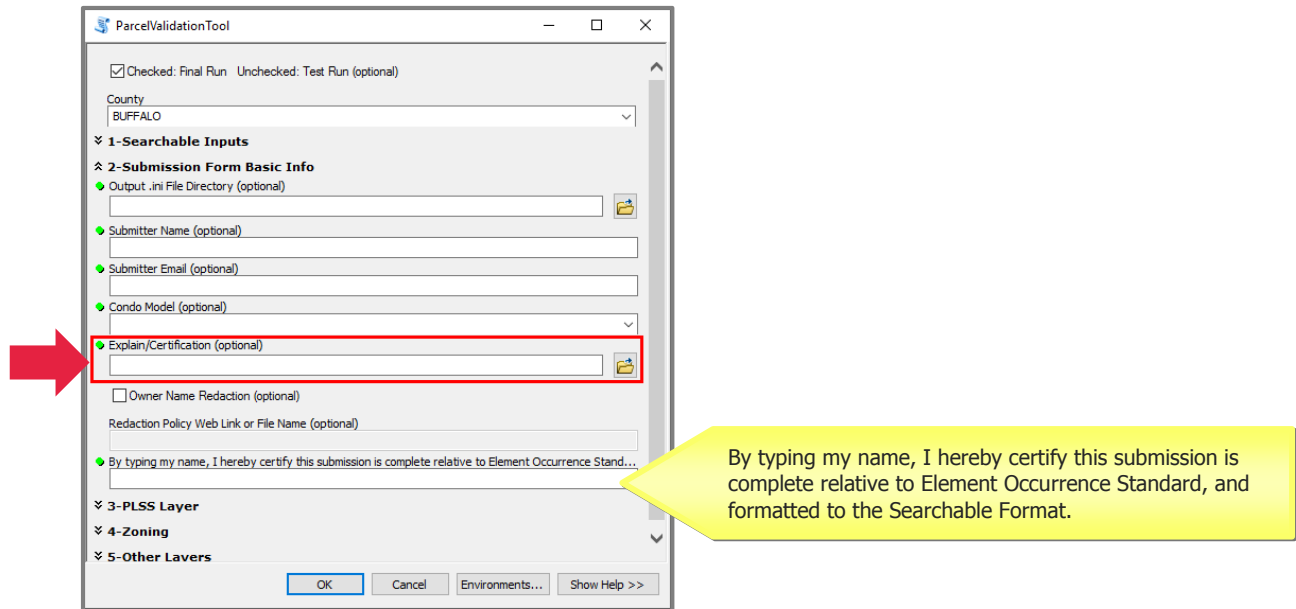 ParcelValidationTool
Checked: Final Run Unchecked: Test Run (optional)
County
BUFFALO
1-Searchable Inputs
2-Submission Form Basic Info
Output .ini File Directory (optional)
Submitter Name (optional)
Submitter Email (optional)
Condo Model (optional)
Explain/Certification (optional)
Owner Name Redaction (optional)
Redaction Policy Web Link or File Name (optional)
By typing my name, I hereby certify this submission is complete relative to Element Occurrence Stand...
By typing my name, I hereby certify this submission is
complete relative to Element Occurrence Standard, and
formatted to the Searchable Format.
3-PLSS Layer
4-Zoning
5-Other Layers
OK Cancel Environments... Show Help >>